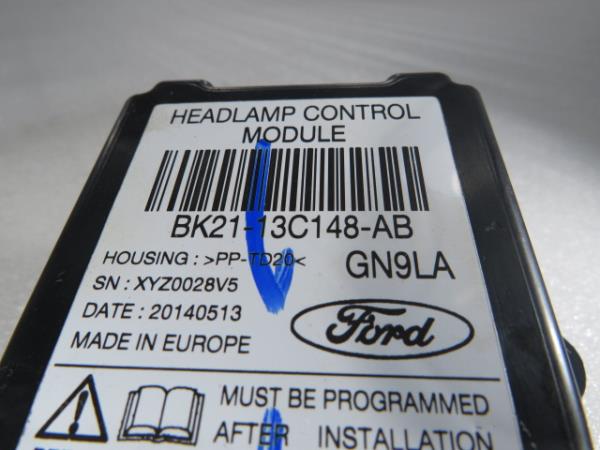 HEADLAMP CONTROL
MODULE
BK21-13C148-AB
HOUSING : >PP-TD20<
GN9LA
SN : XYZ0028V5
DATE : 20140513
MADE IN EUROPE
Ford
MUST BE PROGRAMMED
AFTER INSTALLATION